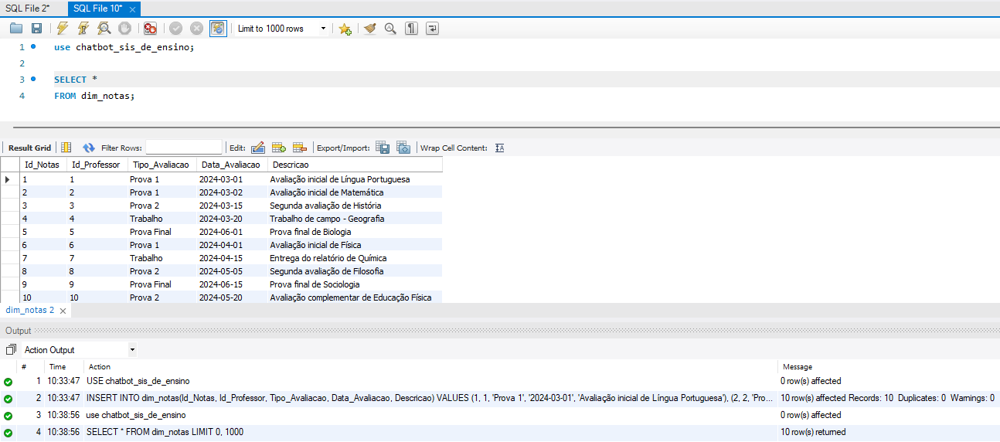 SQL File 2* SQL File 10*
Limit to 1000 rows
1 use chatbot_sis_de_ensino;
2
3 SELECT *
4 FROM dim_notas;
Result Grid Filter Rows: Edit: Export/Import: Wrap Cell Content:
Id_Notas Id_Professor Tipo_Avaliacao Data_Avaliacao Descricao
1 1 Prova 1 2024-03-01 Avaliação inicial de Língua Portuguesa
2 2 Prova 1 2024-03-02 Avaliação inicial de Matemática
3 3 Prova 2 2024-03-15 Segunda avaliação de História
4 4 Trabalho 2024-03-20 Trabalho de campo - Geografia
5 5 Prova Final 2024-06-01 Prova final de Biologia
6 6 Prova 1 2024-04-01 Avaliação inicial de Física
7 7 Trabalho 2024-04-15 Entrega do relatório de Química
8 8 Prova 2 2024-05-05 Segunda avaliação de Filosofia
9 9 Prova Final 2024-06-15 Prova final de Sociologia
10 10 Prova 2 2024-05-20 Avaliação complementar de Educação Física
dim_notas 2
Output
Action Output
# Time Action Message
1 10:33:47 USE chatbot_sis_de_ensino 0 row(s) affected
2 10:33:47 INSERT INTO dim_notas(Id_Notas, Id_Professor, Tipo_Avaliacao, Data_Avaliacao, Descricao) VALUES (1, 1, 'Prova 1', '2024-03-01', 'Avaliação inicial de Língua Portuguesa'), (2, 2, 'Pro... 10 row(s) affected Records: 10 Duplicates: 0 Warnings: 0
3 10:38:56 use chatbot_sis_de_ensino 0 row(s) affected
4 10:38:56 SELECT * FROM dim_notas LIMIT 0, 1000 10 row(s) returned